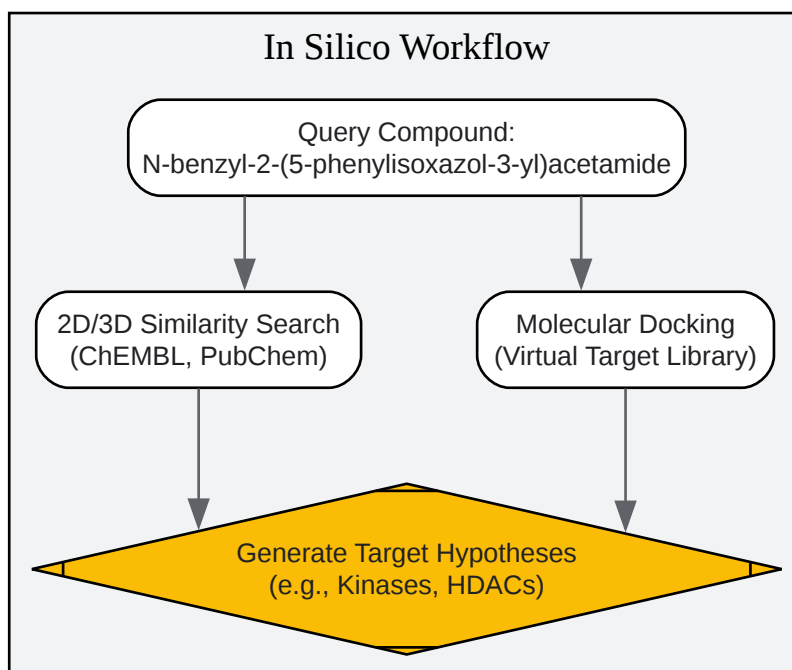 In Silico Workflow
Query Compound:
N-benzyl-2-(5-phenylisoxazol-3-yl)acetamide
2D/3D Similarity Search
(ChEMBL, PubChem)
Molecular Docking
(Virtual Target Library)
Generate Target Hypotheses
(e.g., Kinases, HDACs)